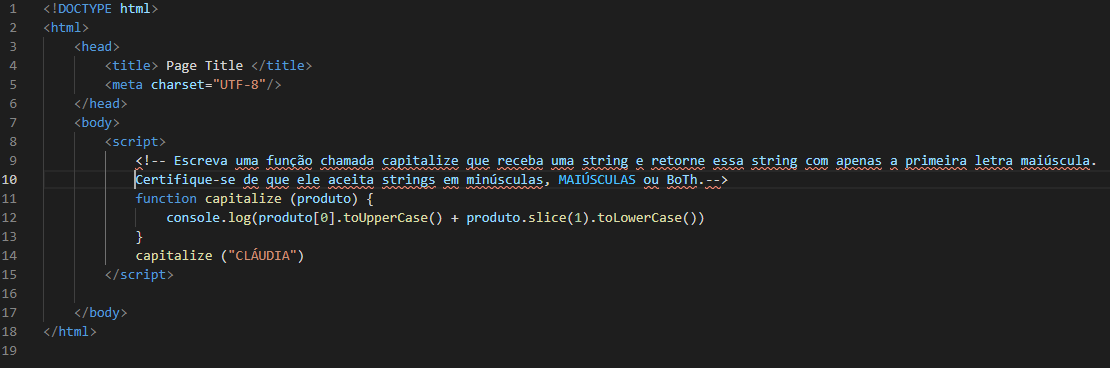 1 <!DOCTYPE html>
2 <html>
3     <head>
4         <title> Page Title </title>
5         <meta charset="UTF-8"/>
6     </head>
7     <body>
8         <script>
9             <!-- Escreva uma função chamada capitalize que receba uma string e retorne essa string com apenas a primeira letra maiúscula.
10             Certifique-se de que ele aceita strings em minúsculas, MAIÚSCULAS ou BoTh.-->
11             function capitalize (produto) {
12                 console.log(produto[0].toUpperCase() + produto.slice(1).toLowerCase())
13             }
14             capitalize ("CLÁUDIA")
15         </script>
16
17     </body>
18 </html>
19